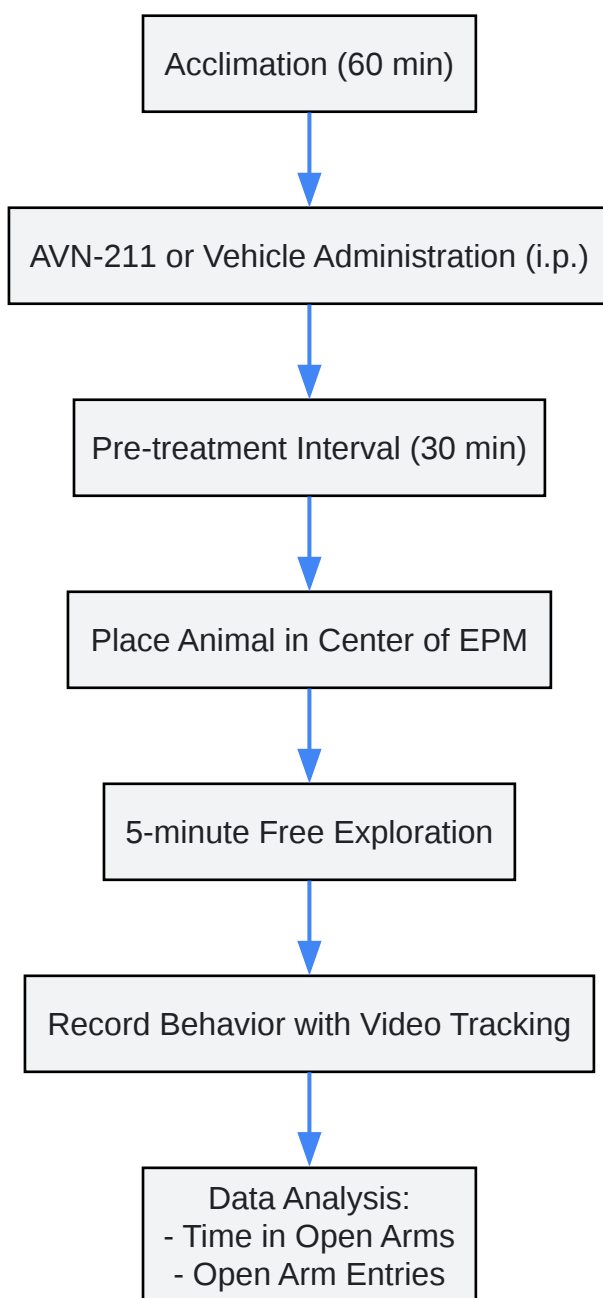 Acclimation (60 min)
AVN-211 or Vehicle Administration (i.p.)
Pre-treatment Interval (30 min)
Place Animal in Center of EPM
5-minute Free Exploration
Record Behavior with Video Tracking
Data Analysis:
- Time in Open Arms
- Open Arm Entries